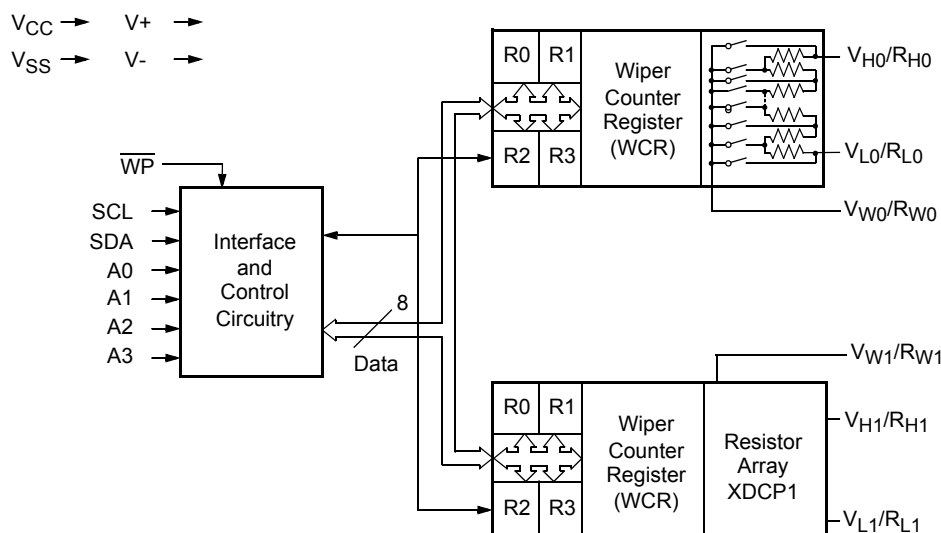 VCC V+
VSS V-
WP
SCL
SDA
A0
A1
A2
A3
Interface
and
Control
Circuitry
8
Data
R0 R1
R2 R3
Wiper
Counter
Register
(WCR)
VH0/RH0
VL0/RL0
VW0/RW0
VW1/RW1
R0 R1
R2 R3
Wiper
Counter
Register
(WCR)
Resistor
Array
XDCP1
VH1/RH1
VL1/RL1